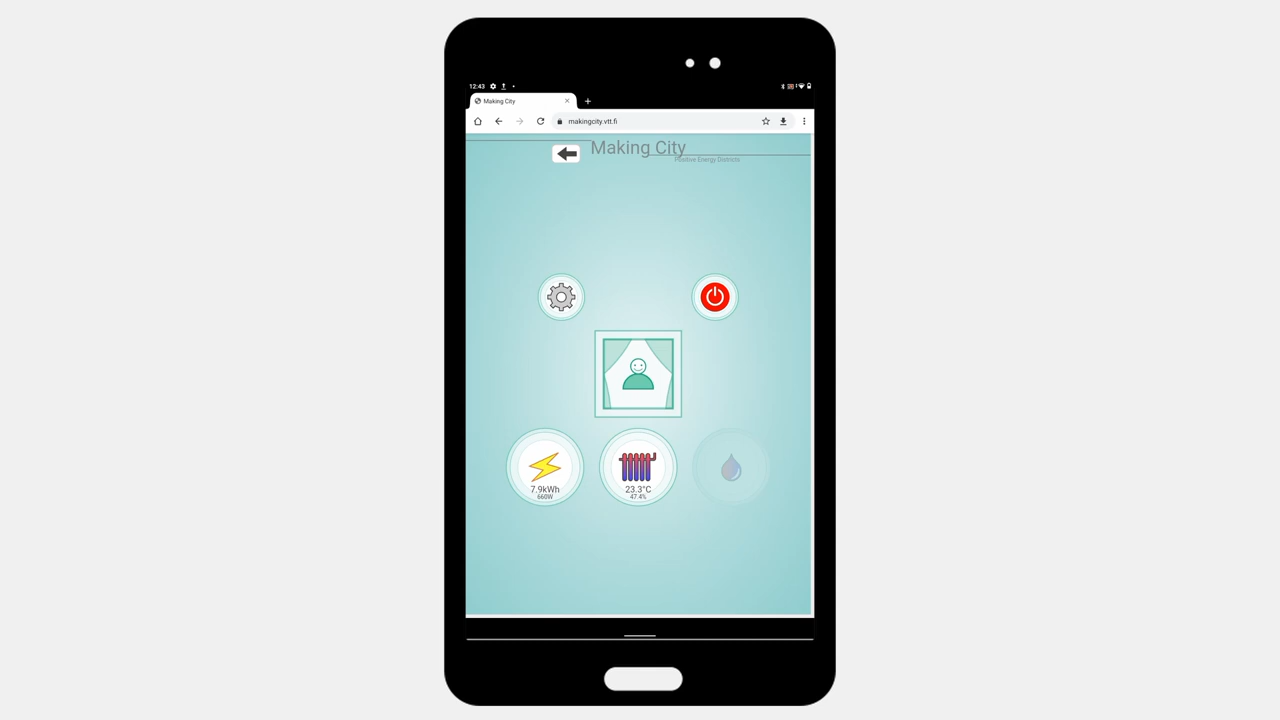 12:43
Making City
makingcity.vtt.fi
Making City
Positive Energy Districts
7.9kWh
660W
23.3°C
47.4%